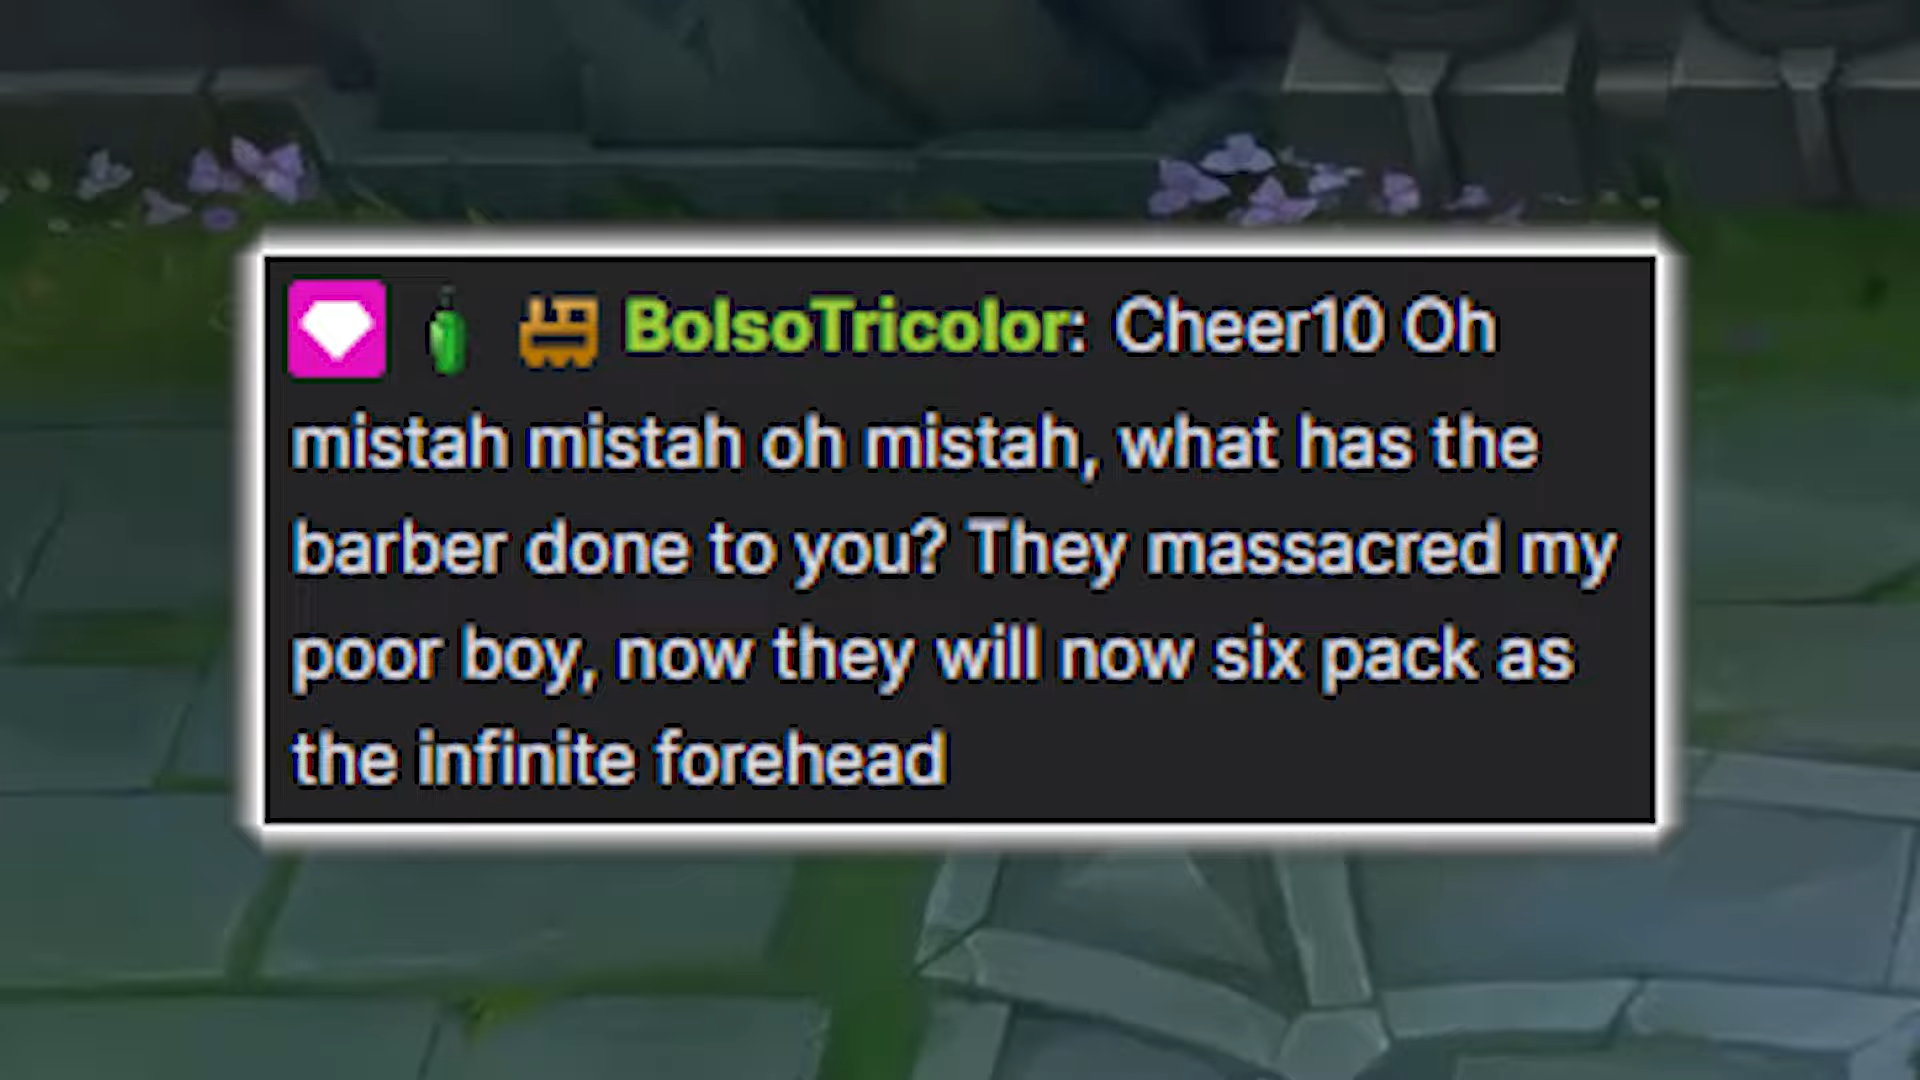 BolsoTricolor: Cheer10 Oh
mistah mistah oh mistah, what has the
barber done to you? They massacred my
poor boy, now they will now six pack as
the infinite forehead